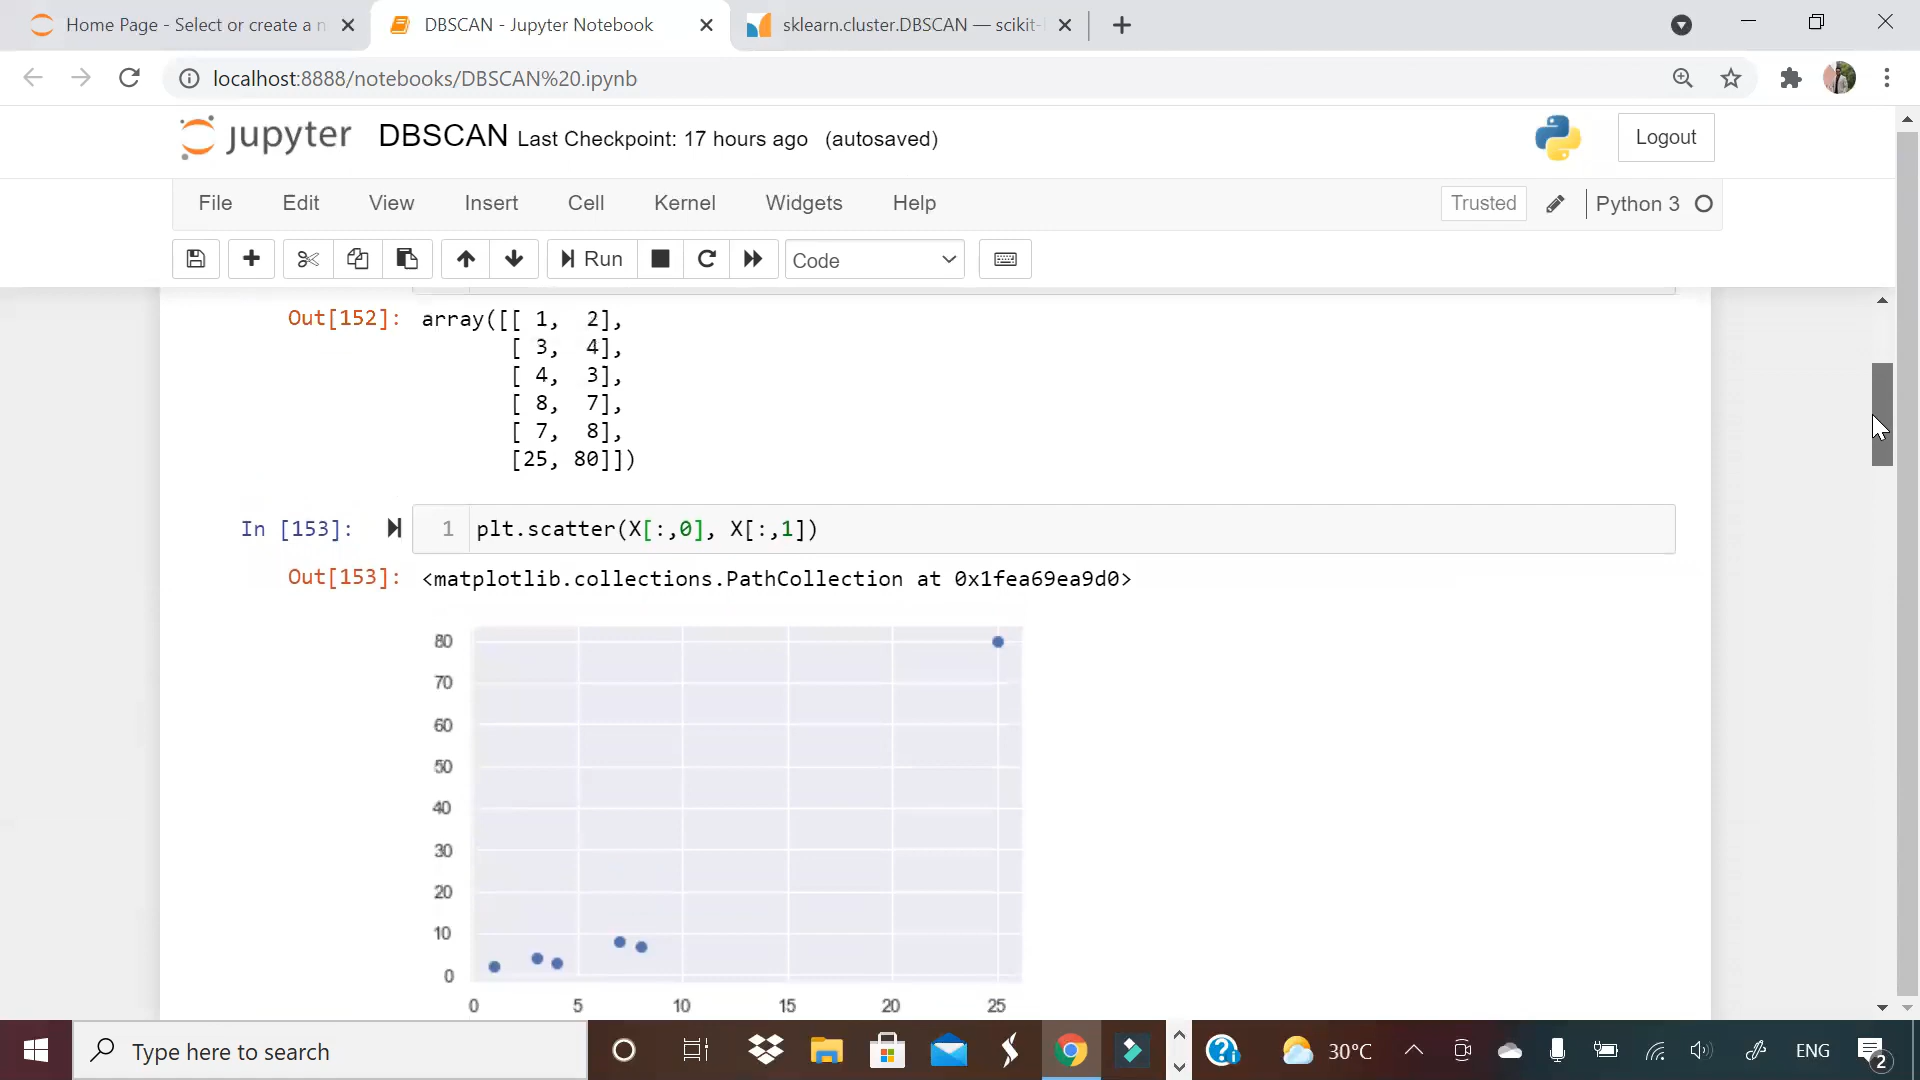 Home Page - Select or create a n
DBSCAN - Jupyter Notebook
sklearn.cluster.DBSCAN — scikit-
localhost:8888/notebooks/DBSCAN%20.ipynb
jupyter DBSCAN Last Checkpoint: 17 hours ago (autosaved)
Logout
File Edit View Insert Cell Kernel Widgets Help
Trusted Python 3
Run Code
Out[152]: array([[ 1, 2],
[ 3, 4],
[ 4, 3],
[ 8, 7],
[ 7, 8],
[25, 80]])
In [153]: 1 plt.scatter(X[:,0], X[:,1])
Out[153]: <matplotlib.collections.PathCollection at 0x1fea69ea9d0>
80
70
60
50
40
30
20
10
0
0 5 10 15 20 25
Type here to search
30°C
ENG
2